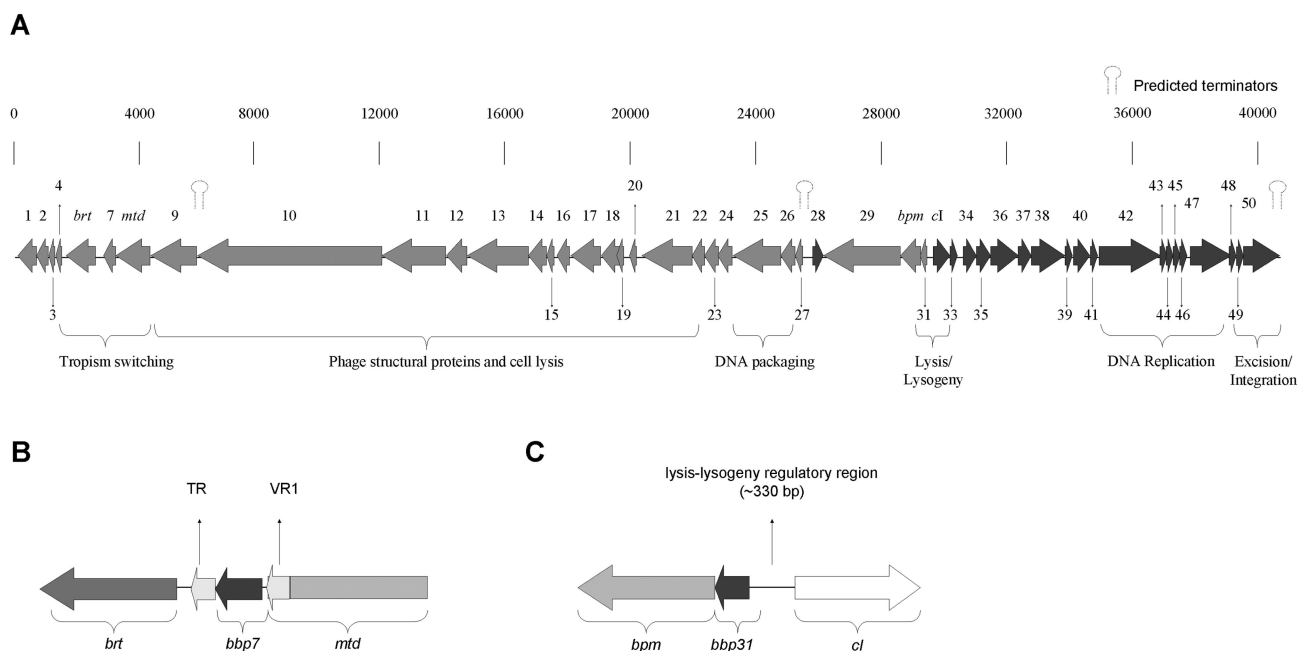 A
Predicted terminators
0 4000 8000 12000 16000 20000 24000 28000 32000 36000 40000
4 20 43 45 48
1 2 brt 7 mtd 9 10 11 12 13 14 16 17 18 21 22 24 25 26 28 29 bpm cI 34 36 37 38 40 42 47 50
3 15 19 23 27 31 33 35 39 41 44 46 49
Tropism switching Phage structural proteins and cell lysis DNA packaging Lysis/ DNA Replication Excision/
Lysogeny Integration
B
TR VR1
brt bbp7 mtd
C
lysis-lysogeny regulatory region
(~330 bp)
bpm bbp31 cI